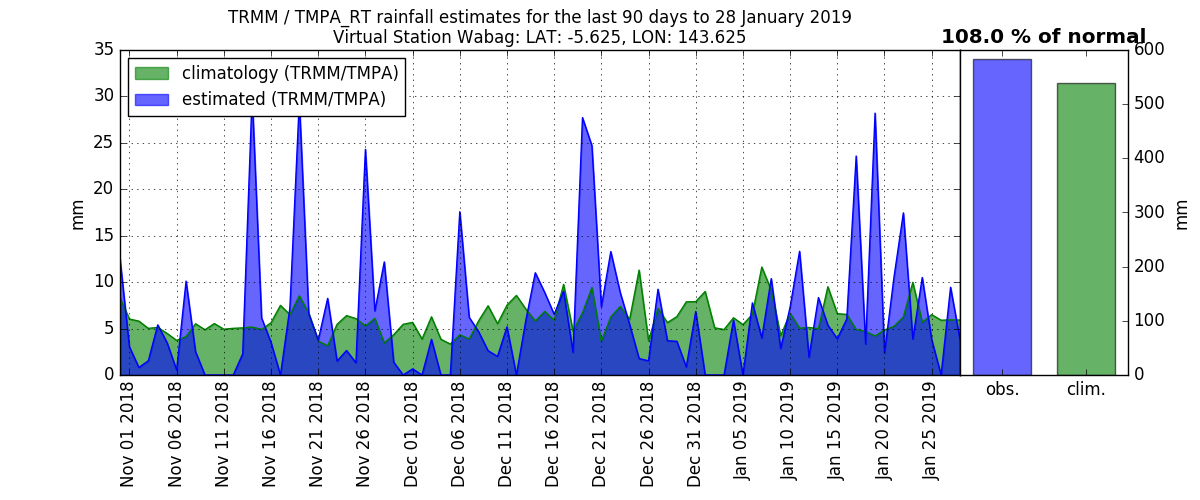 TRMM / TMPA_RT rainfall estimates for the last 90 days to 28 January 2019
Virtual Station Wabag: LAT: -5.625, LON: 143.625
108.0 % of normal
climatology (TRMM/TMPA)
estimated (TRMM/TMPA)
35
30
25
20
15
10
5
0
mm
Nov 01 2018
Nov 06 2018
Nov 11 2018
Nov 16 2018
Nov 21 2018
Nov 26 2018
Dec 01 2018
Dec 06 2018
Dec 11 2018
Dec 16 2018
Dec 21 2018
Dec 26 2018
Dec 31 2018
Jan 05 2019
Jan 10 2019
Jan 15 2019
Jan 20 2019
Jan 25 2019
obs.
clim.
600
500
400
300
200
100
0
mm